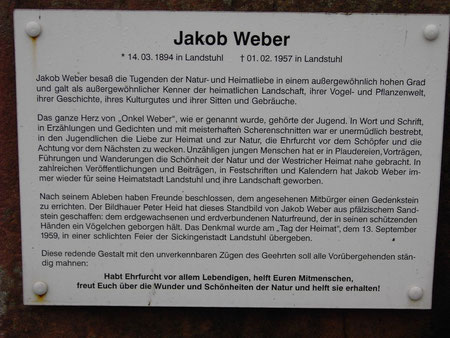 Jakob Weber
* 14. 03. 1894 in Landstuhl † 01. 02. 1957 in Landstuhl
Jakob Weber besaß die Tugenden der Natur- und Heimatliebe in einem außergewöhnlich hohen Grad
und galt als außergewöhnlicher Kenner der heimatlichen Landschaft, ihrer Vogel- und Pflanzenwelt,
ihrer Geschichte, ihres Kulturgutes und ihrer Sitten und Gebräuche.
Das ganze Herz von "Onkel Weber", wie er genannt wurde, gehörte der Jugend. In Wort und Schrift,
in Erzählungen und Gedichten und mit meisterhaften Scherenschnitten war er unermüdlich bestrebt,
in den Jugendlichen die Liebe zur Heimat und zur Natur, die Ehrfurcht vor dem Schöpfer und die
Achtung vor dem Nächsten zu wecken. Unzähligen jungen Menschen hat er in Plaudereien, Vorträgen,
Führungen und Wanderungen die Schönheit der Natur und der Westricher Heimat nahe gebracht. In
zahlreichen Veröffentlichungen und Beiträgen, in Festschriften und Kalendern hat Jakob Weber im-
mer wieder für seine Heimatstadt Landstuhl und ihre Landschaft geworben.
Nach seinem Ableben haben Freunde beschlossen, dem angesehenen Mitbürger einen Gedenkstein
zu errichten. Der Bildhauer Peter Heid hat dieses Standbild von Jakob Weber aus pfälzischem Sand-
stein geschaffen: dem erdgewachsenen und erdverbundenen Naturfreund, der in seinen schützenden
Händen ein Vögelchen geborgen hält. Das Denkmal wurde am „Tag der Heimat", dem 13. September
1959, in einer schlichten Feier der Sickingenstadt Landstuhl übergeben.
Diese redende Gestalt mit den unverkennbaren Zügen des Geehrten soll alle Vorübergehenden stän-
dig mahnen:
Habt Ehrfurcht vor allem Lebendigen, helft Euren Mitmenschen,
freut Euch über die Wunder und Schönheiten der Natur und helft sie erhalten!